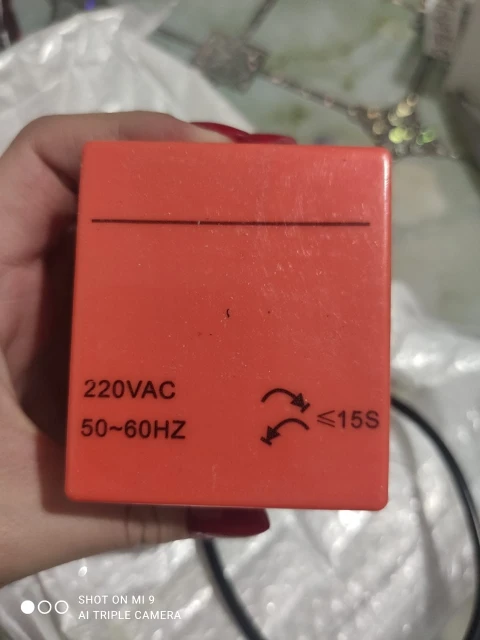 220VAC
50~60HZ
≤15S
SHOT ON MI 9
AI TRIPLE CAMERA